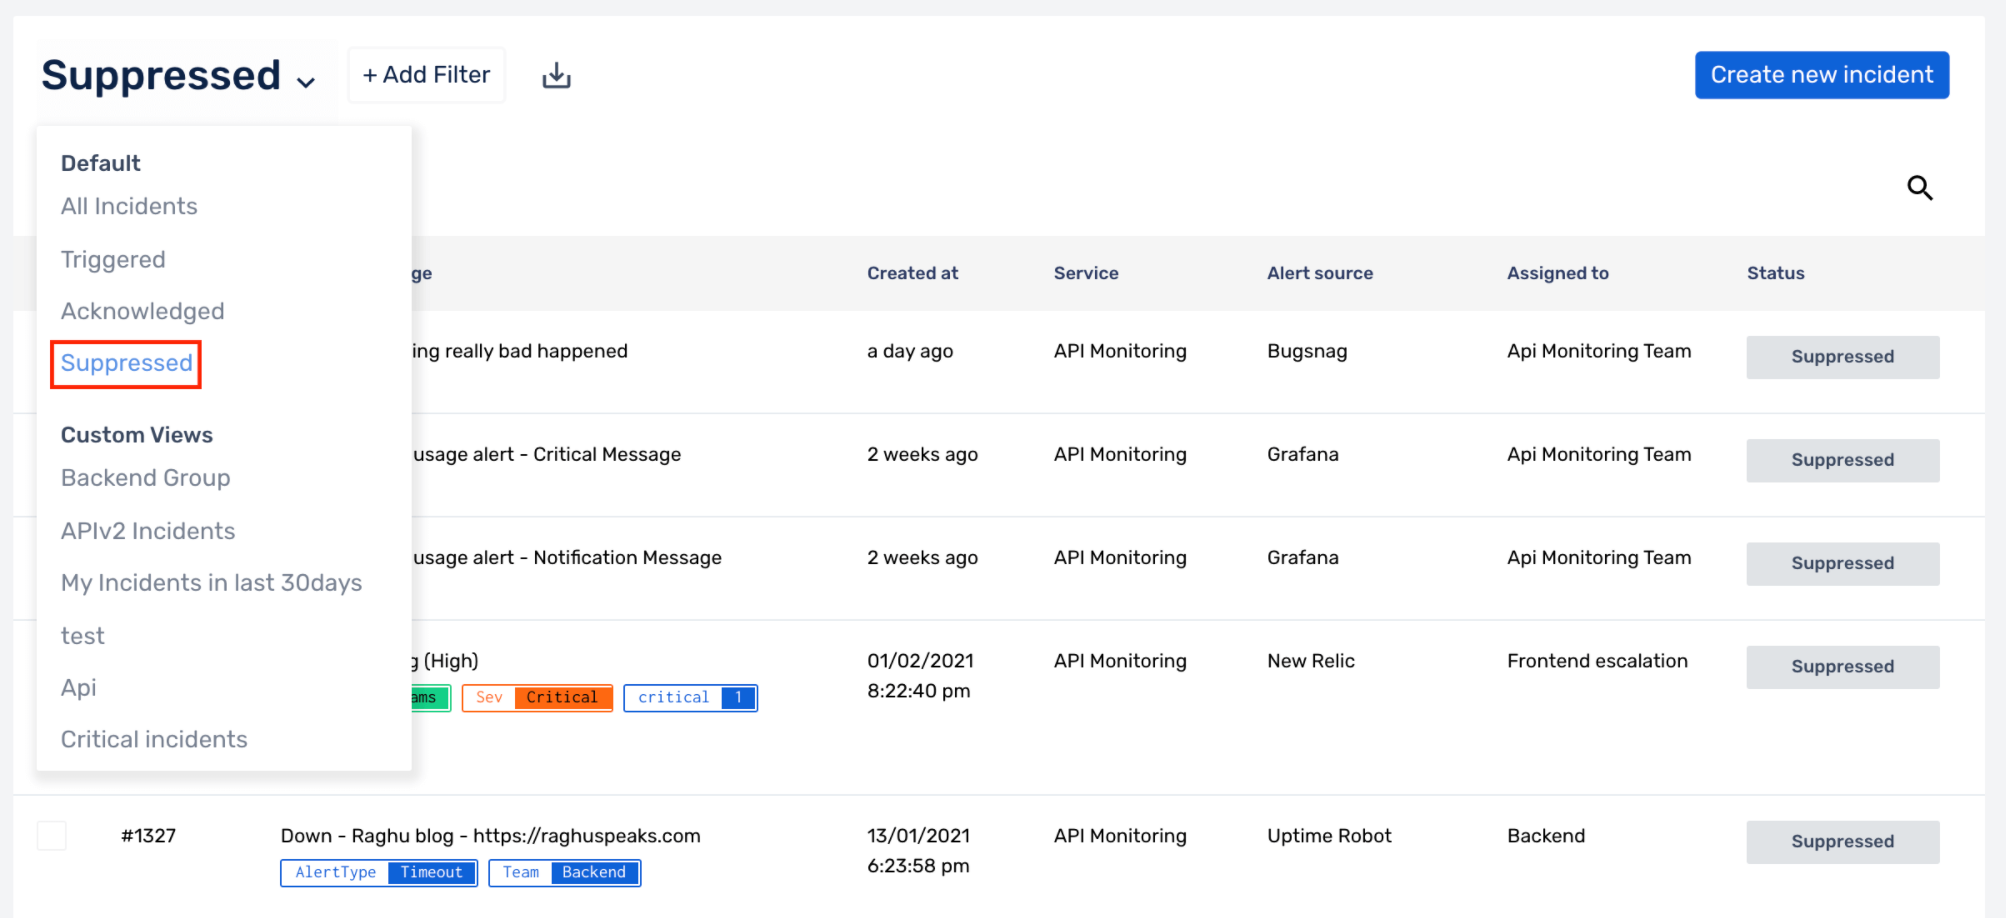 Suppressed
+ Add Filter
Create new incident
Default
All Incidents
Triggered
Acknowledged
Suppressed
Custom Views
Backend Group
APIv2 Incidents
My Incidents in last 30days
test
Api
Critical incidents
ge Created at Service Alert source Assigned to Status
ing really bad happened a day ago API Monitoring Bugsnag Api Monitoring Team Suppressed
usage alert - Critical Message 2 weeks ago API Monitoring Grafana Api Monitoring Team Suppressed
usage alert - Notification Message 2 weeks ago API Monitoring Grafana Api Monitoring Team Suppressed
g (High) 01/02/2021 API Monitoring New Relic Frontend escalation Suppressed
8:22:40 pm
ams Sev Critical critical 1
#1327 Down - Raghu blog - https://raghuspeaks.com 13/01/2021 API Monitoring Uptime Robot Backend Suppressed
6:23:58 pm
AlertType Timeout Team Backend